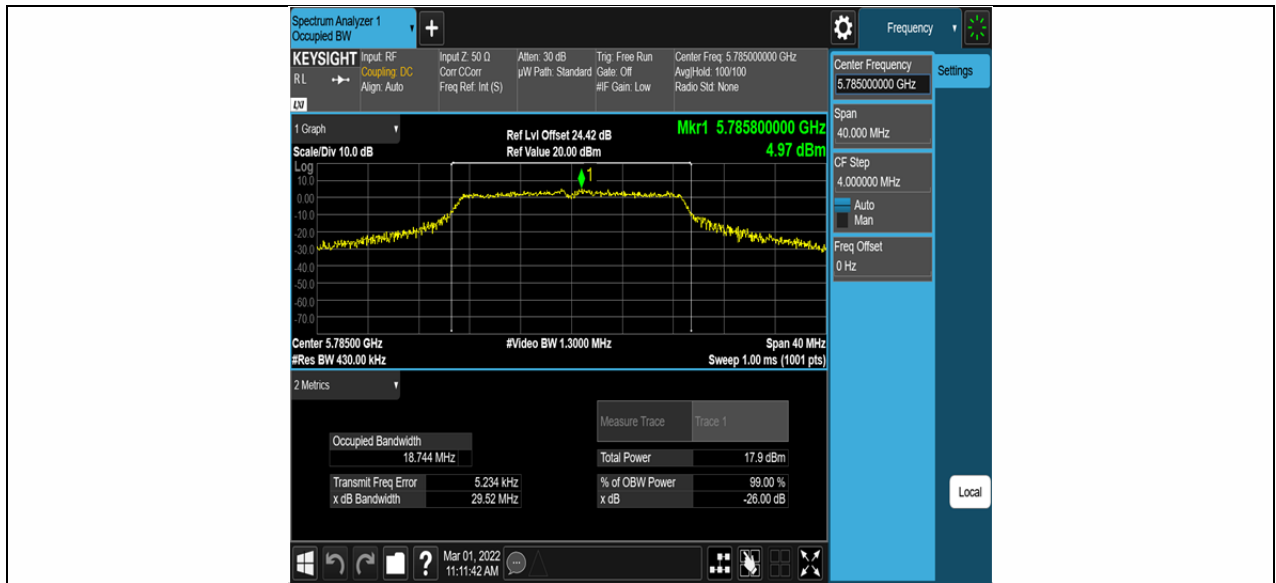 Spectrum Analyzer 1
Occupied BW
+
Frequency
KEYSIGHT
R L
LXI
Input: RF
Coupling: DC
Align: Auto
Input Z: 50 Ω
Corr CCorr
Freq Ref: Int (S)
Atten: 30 dB
µW Path: Standard
Trig: Free Run
Gate: Off
#IF Gain: Low
Center Freq: 5.785000000 GHz
Avg|Hold: 100/100
Radio Std: None
Center Frequency
5.785000000 GHz
Settings
Span
40.000 MHz
CF Step
4.000000 MHz
Auto
Man
Freq Offset
0 Hz
Local
1 Graph
Scale/Div 10.0 dB
Ref Lvl Offset 24.42 dB
Ref Value 20.00 dBm
Mkr1 5.785800000 GHz
4.97 dBm
Log
10.0
0.00
-10.0
-20.0
-30.0
-40.0
-50.0
-60.0
-70.0
1
Center 5.78500 GHz
#Video BW 1.3000 MHz
Span 40 MHz
#Res BW 430.00 kHz
Sweep 1.00 ms (1001 pts)
2 Metrics
Measure Trace Trace 1
Occupied Bandwidth
18.744 MHz
Total Power 17.9 dBm
Transmit Freq Error 5.234 kHz
% of OBW Power 99.00 %
x dB Bandwidth 29.52 MHz
x dB -26.00 dB
?
Mar 01, 2022
11:11:42 AM